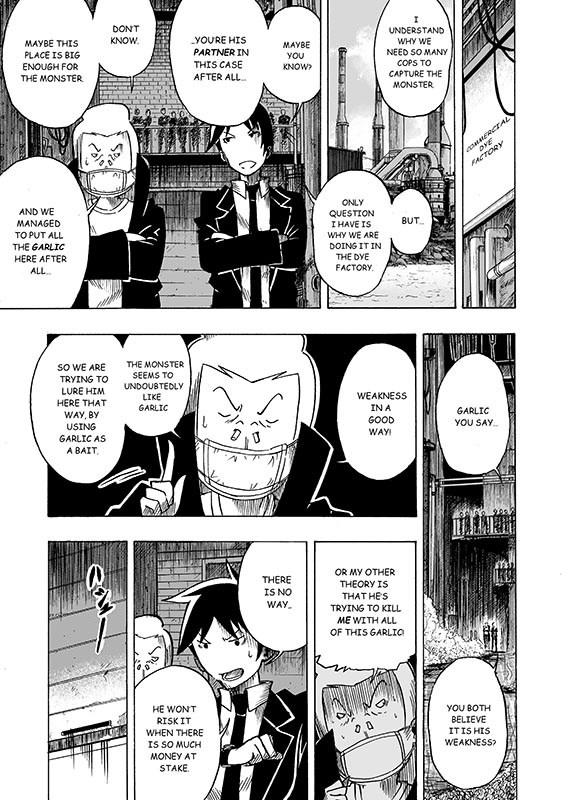 COMMERCIAL
DYE
FACTORY
I
UNDERSTAND
WHY WE
NEED SO MANY
COPS TO
CAPTURE THE
MONSTER.
BUT...
ONLY
QUESTION
I HAVE IS
WHY WE ARE
DOING IT IN
THE DYE
FACTORY.
MAYBE
YOU
KNOW?
...YOURE HIS
PARTNER IN
THIS CASE
AFTER ALL...
DON'T
KNOW.
MAYBE THIS
PLACE IS BIG
ENOUGH FOR
THE MONSTER.
AND WE
MANAGED
TO PUT ALL
THE GARLIC
HERE AFTER
ALL...
GARLIC
YOU SAY...
YOU BOTH
BELIEVE
IT IS HIS
WEAKNESS?
WEAKNESS
IN A
GOOD
WAY!
THE MONSTER
SEEMS TO
UNDOUBTEDLY
LIKE
GARLIC
SO WE ARE
TRYING TO
LURE HIM
HERE THAT
WAY, BY
USING
GARLIC AS
A BAIT.
OR MY OTHER
THEORY IS
THAT HE'S
TRYING TO KILL
ME WITH ALL
OF THIS GARLIC!
THERE
IS NO
WAY...
HE WON'T
RISK IT
WHEN THERE
IS SO MUCH
MONEY AT
STAKE.